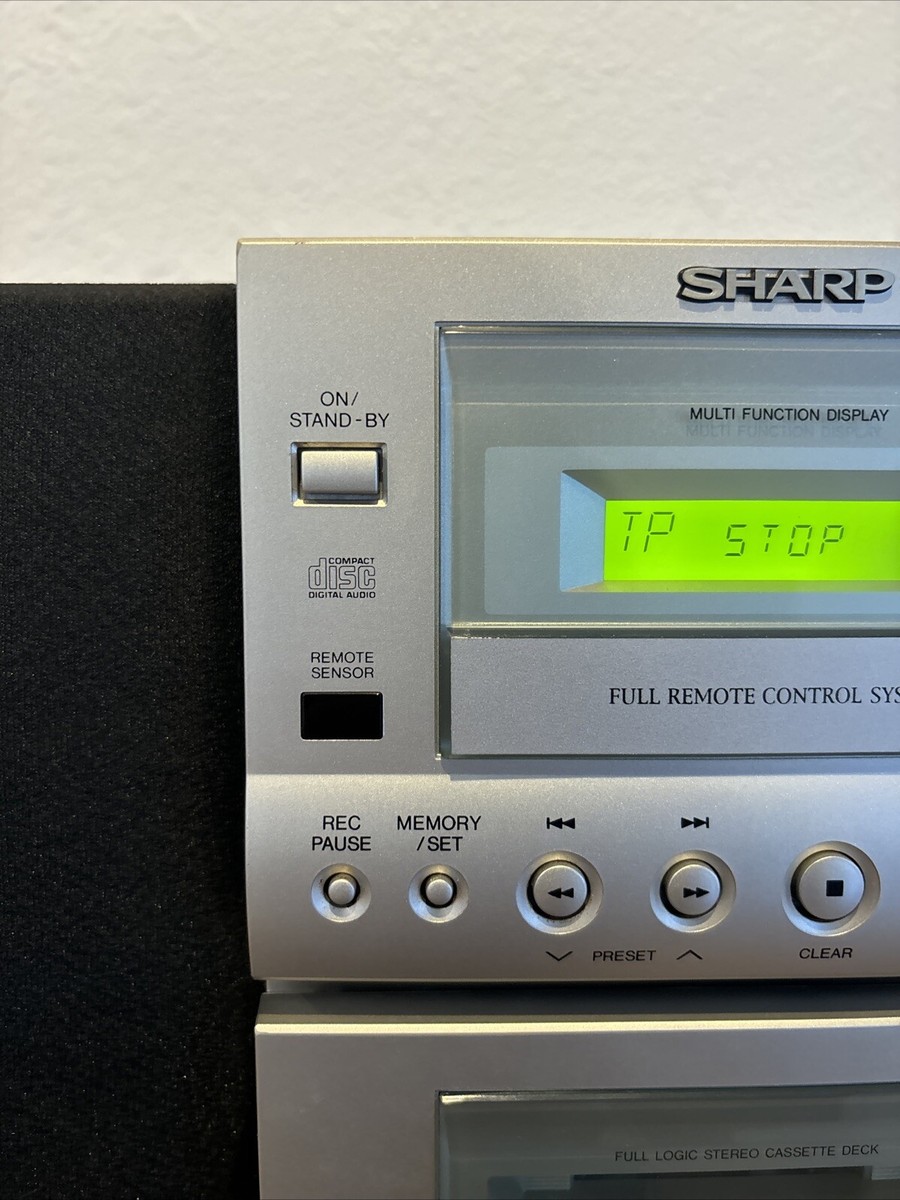 SHARP
ON/
STAND-BY
MULTI FUNCTION DISPLAY
TP STOP
COMPACT
disc
DIGITAL AUDIO
REMOTE
SENSOR
FULL REMOTE CONTROL SYS
REC
PAUSE
MEMORY
/SET
PRESET
CLEAR
FULL LOGIC STEREO CASSETTE DECK